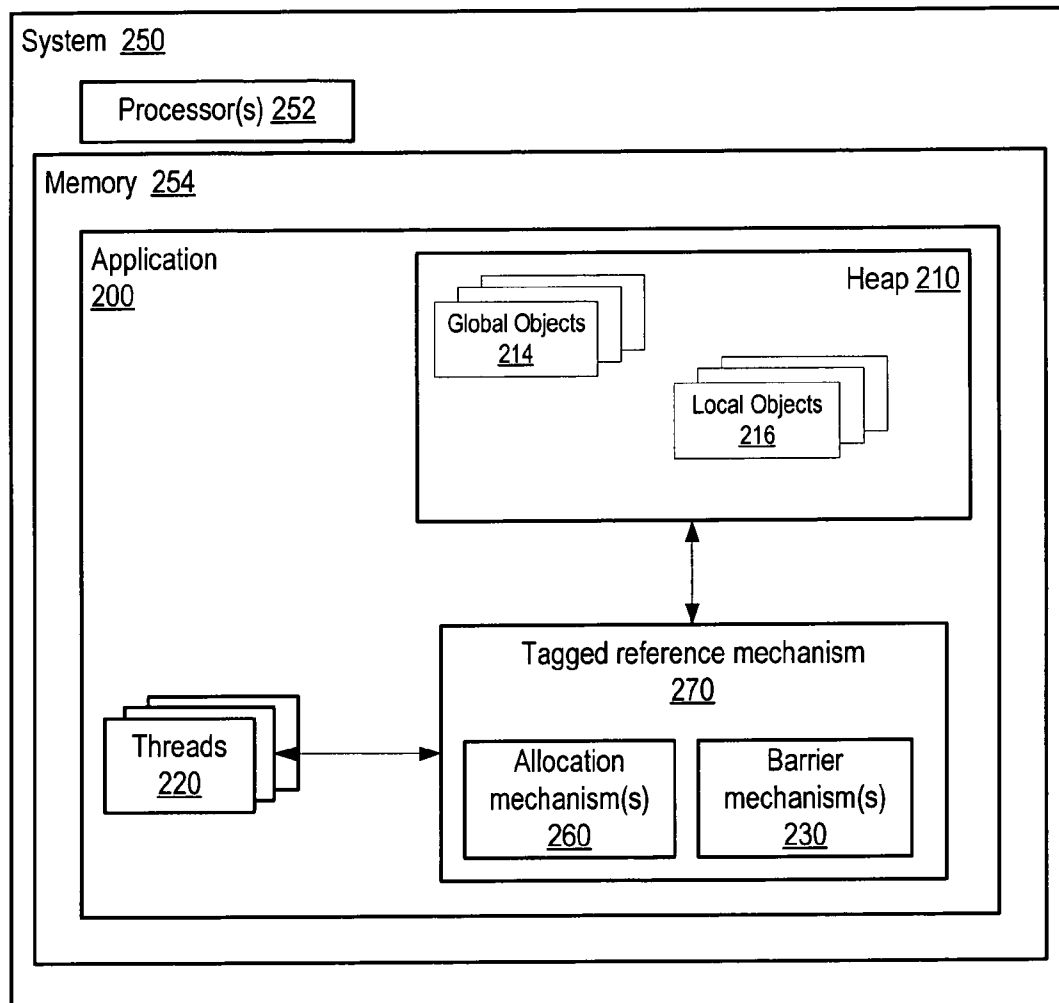 System 250
Processor(s) 252
Memory 254
Application
200
Heap 210
Global Objects
214
Local Objects
216
Tagged reference mechanism
270
Threads
220
Allocation
mechanism(s)
260
Barrier
mechanism(s)
230